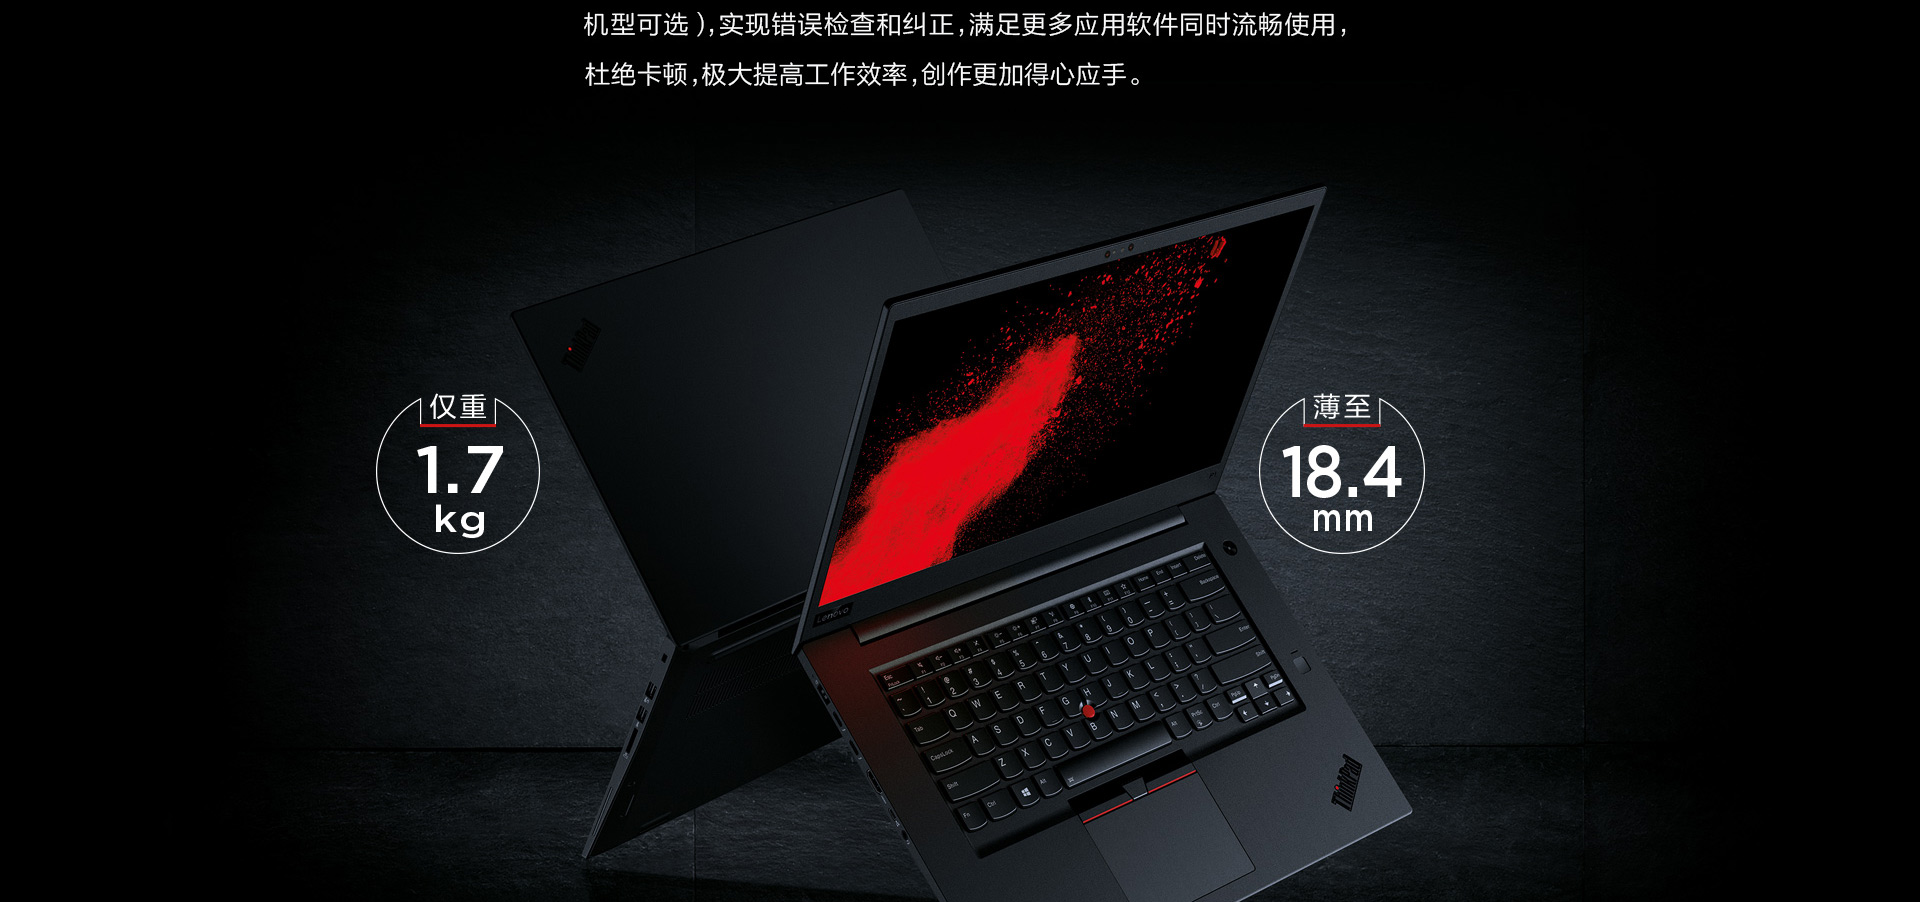 机型可选),实现错误检查和纠正,满足更多应用软件同时流畅使用,
杜绝卡顿,极大提高工作效率,创作更加得心应手。
仅重
1.7
kg
薄至
18.4
mm
ThinkPad
Lenovo
ThinkPad